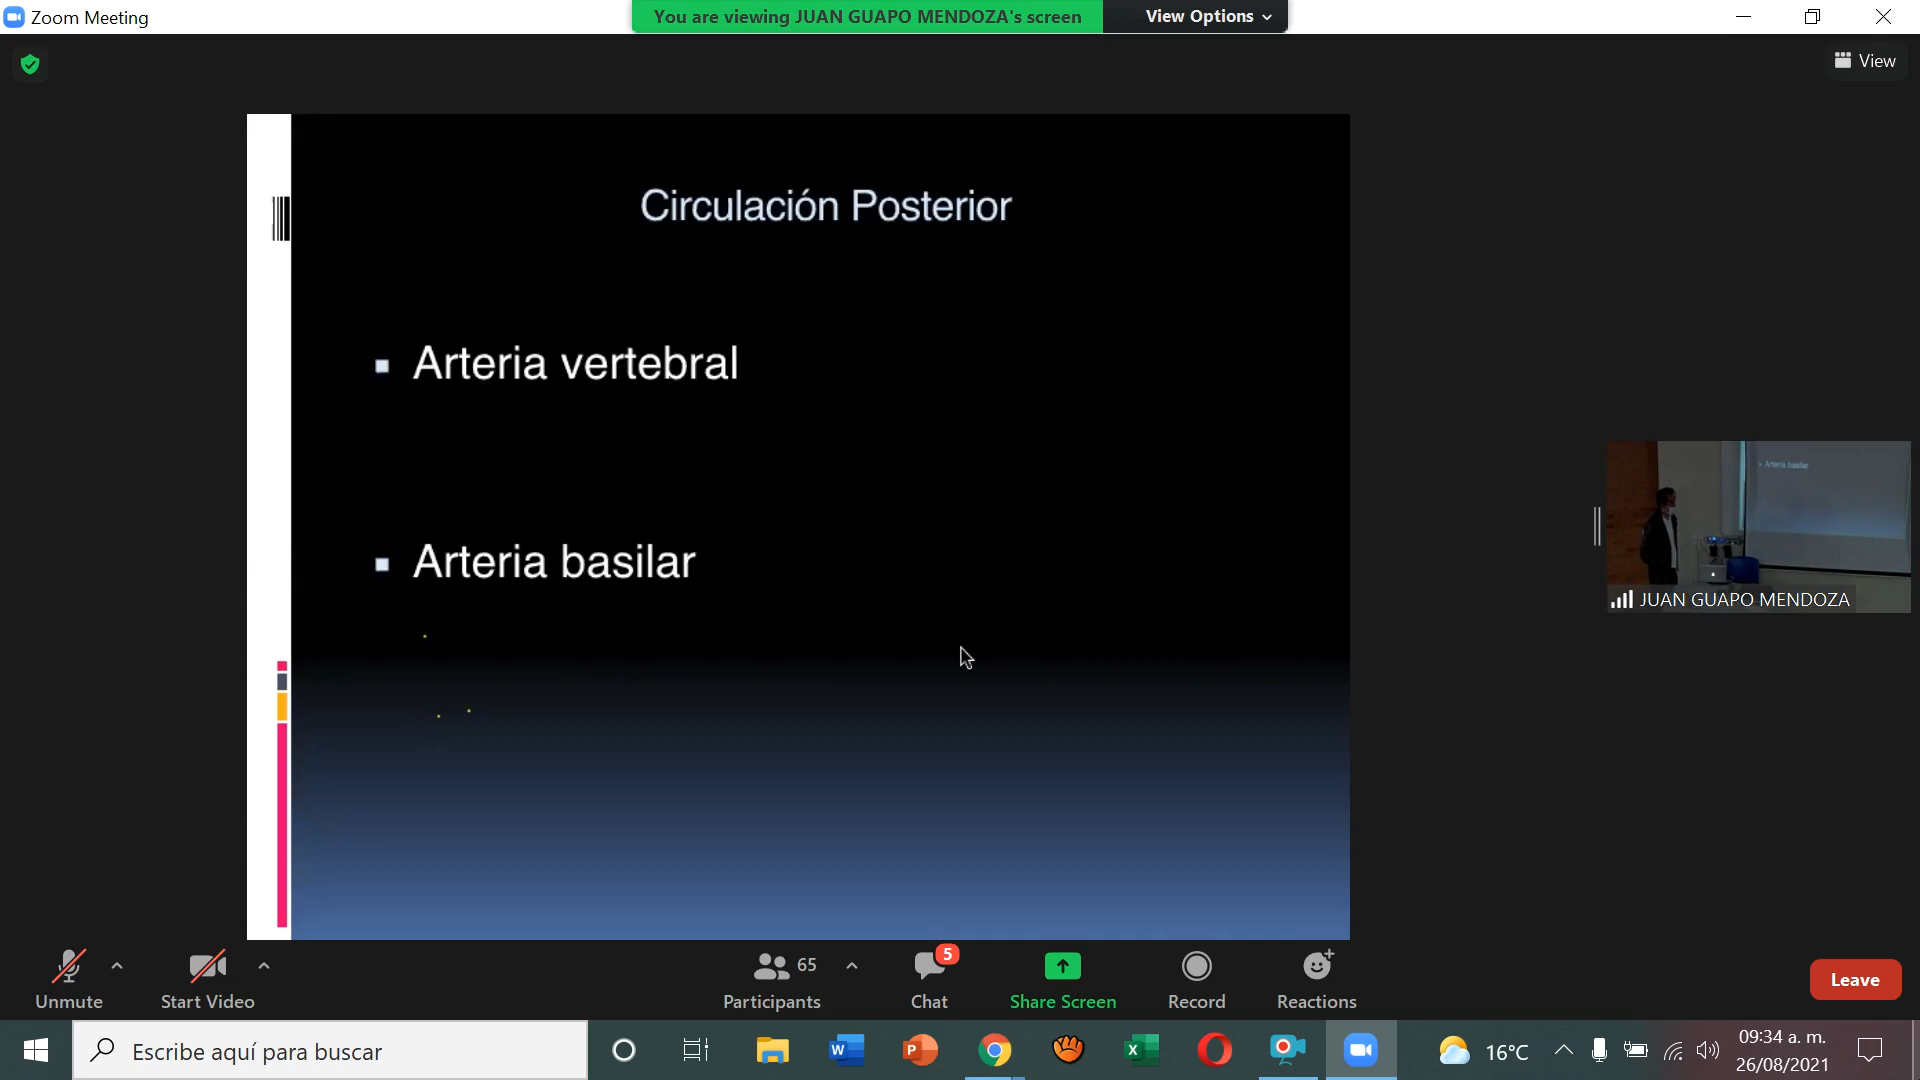 Zoom Meeting
You are viewing JUAN GUAPO MENDOZA's screen
View Options
View
Circulación Posterior
Arteria vertebral
Arteria basilar
Arteria basilar
JUAN GUAPO MENDOZA
Unmute
Start Video
65
Participants
5
Chat
Share Screen
Record
Reactions
Leave
Escribe aquí para buscar
16°C
09:34 a. m.
26/08/2021